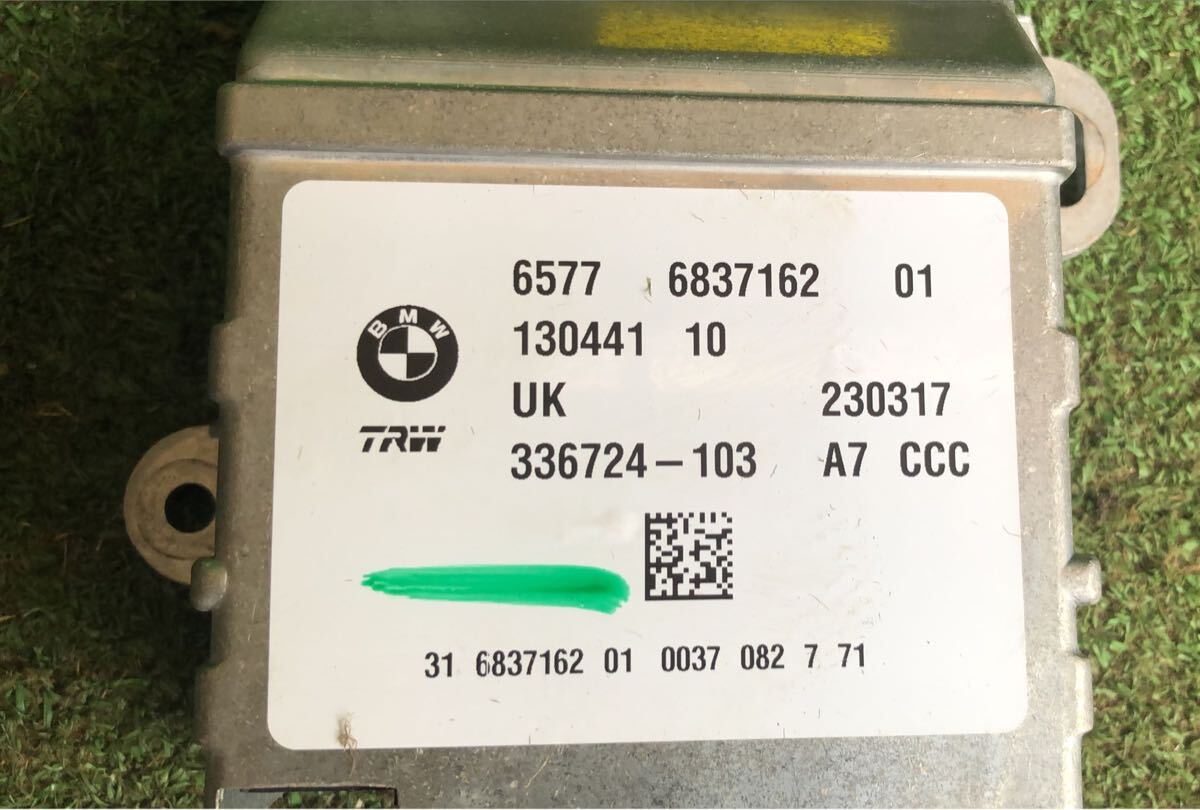 6577 6837162 01
BMW
130441 10
UK 230317
TRW
336724-103 A7 CCC
31 6837162 01 0037 082 7 71